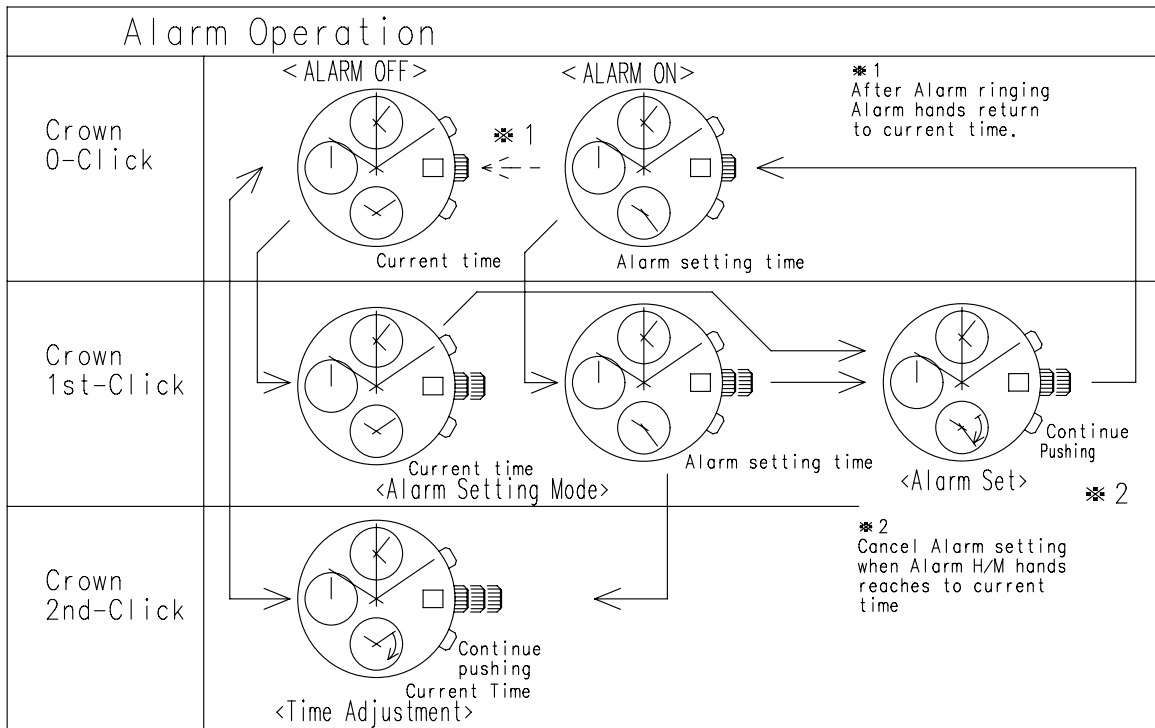 Alarm Operation
Crown
0-Click
<ALARM OFF>
<ALARM ON>
※1
Current time
Alarm setting time
※1
After Alarm ringing
Alarm hands return
to current time.
Crown
1st-Click
Current time
<Alarm Setting Mode>
Alarm setting time
Continue
Pushing
<Alarm Set>
※2
Crown
2nd-Click
Continue
pushing
Current Time
<Time Adjustment>
※2
Cancel Alarm setting
when Alarm H/M hands
reaches to current
time